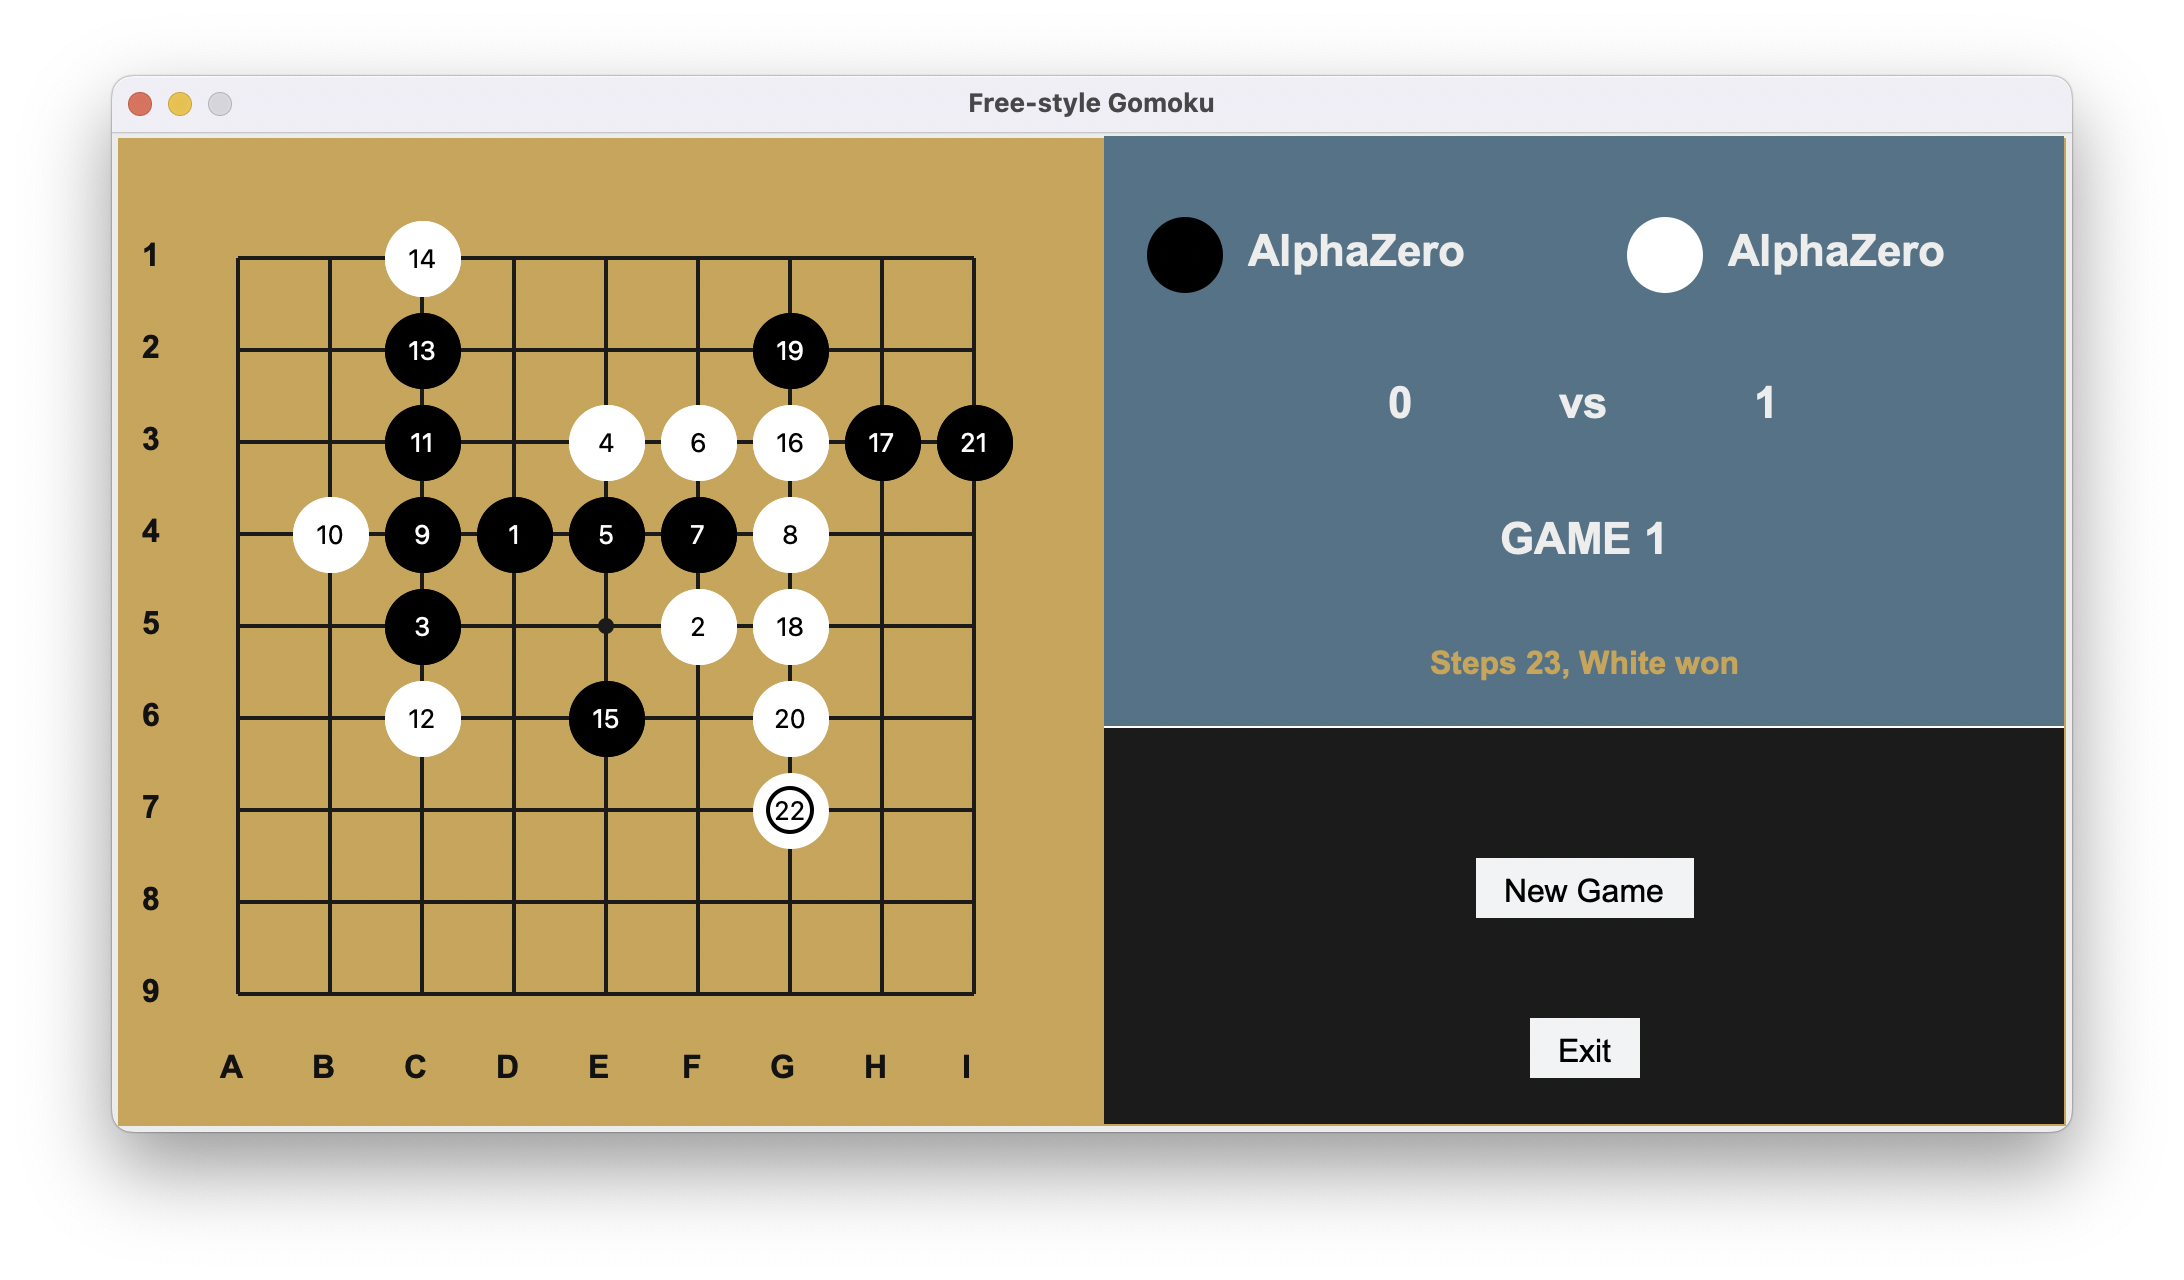 Free-style Gomoku
1 14
2 13 19
3 11 4 6 16 17 21
4 10 9 1 5 7 8
5 3 2 18
6 12 15 20
7 22
8
9
A B C D E F G H I
AlphaZero AlphaZero
0 vs 1
GAME 1
Steps 23, White won
New Game
Exit